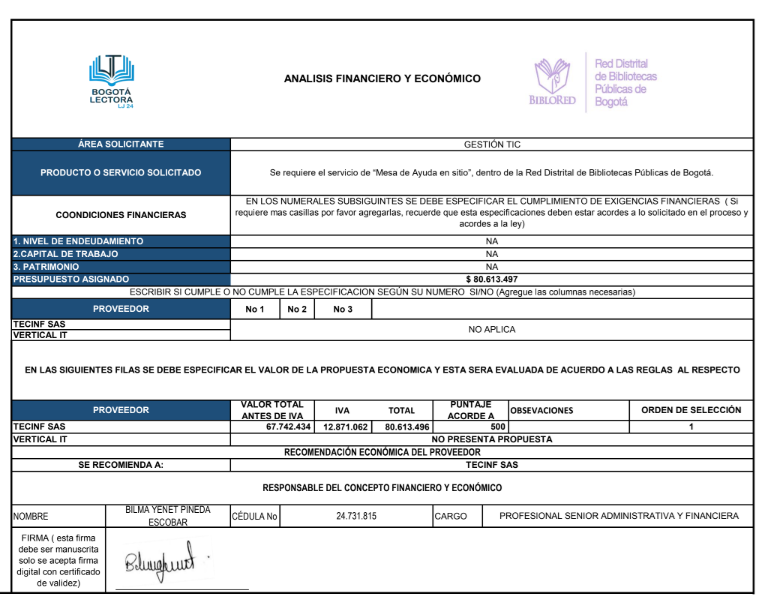 BOGOTÁ
LECTORA
24
ANALISIS FINANCIERO Y ECONÓMICO
BIBLORED
Red Distrital
de Bibliotecas
Públicas de
Bogotá
ÁREA SOLICITANTE
GESTIÓN TIC
PRODUCTO O SERVICIO SOLICITADO
Se requiere el servicio de “Mesa de Ayuda en sitio”, dentro de la Red Distrital de Bibliotecas Públicas de Bogotá.
COONDICIONES FINANCIERAS
EN LOS NUMERALES SUBSIGUINTES SE DEBE ESPECIFICAR EL CUMPLIMIENTO DE EXIGENCIAS FINANCIERAS ( Si
requiere mas casillas por favor agregarlas, recuerde que esta especificaciones deben estar acordes a lo solicitado en el proceso y
acordes a la ley)
1. NIVEL DE ENDEUDAMIENTO NA
2.CAPITAL DE TRABAJO NA
3. PATRIMONIO NA
PRESUPUESTO ASIGNADO $ 80.613.497
ESCRIBIR SI CUMPLE O NO CUMPLE LA ESPECIFICACION SEGÚN SU NUMERO SI/NO (Agregue las columnas necesarias)
PROVEEDOR No 1 No 2 No 3
TECINF SAS
VERTICAL IT
NO APLICA
EN LAS SIGUIENTES FILAS SE DEBE ESPECIFICAR EL VALOR DE LA PROPUESTA ECONOMICA Y ESTA SERA EVALUADA DE ACUERDO A LAS REGLAS AL RESPECTO
PROVEEDOR
VALOR TOTAL
ANTES DE IVA
IVA
TOTAL
PUNTAJE
ACORDE A
OBSEVACIONES
ORDEN DE SELECCIÓN
TECINF SAS 67.742.434 12.871.062 80.613.496 500 1
VERTICAL IT NO PRESENTA PROPUESTA
RECOMENDACIÓN ECONÓMICA DEL PROVEEDOR
SE RECOMIENDA A: TECINF SAS
RESPONSABLE DEL CONCEPTO FINANCIERO Y ECONÓMICO
NOMBRE
BILMA YENET PINEDA
ESCOBAR
CÉDULA No 24.731.815 CARGO PROFESIONAL SENIOR ADMINISTRATIVA Y FINANCIERA
FIRMA ( esta firma
debe ser manuscrita
solo se acepta firma
digital con certificado
de validez)